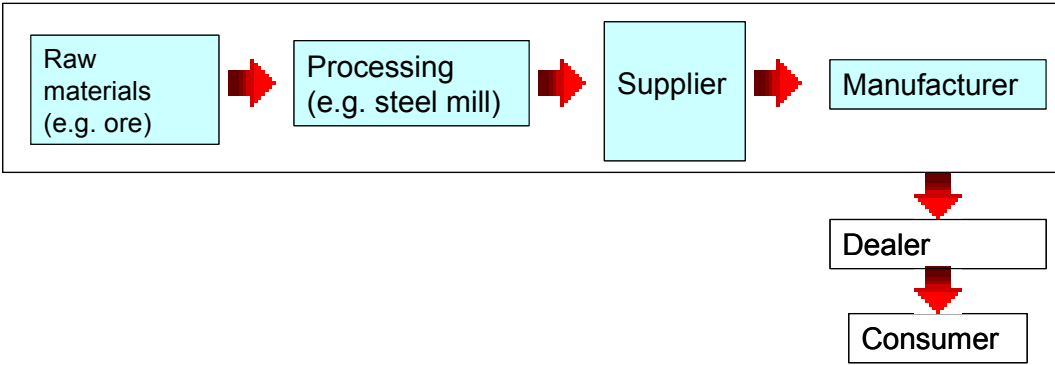 Raw
materials
(e.g. ore)
Processing
(e.g. steel mill)
Supplier
Manufacturer
Dealer
Consumer